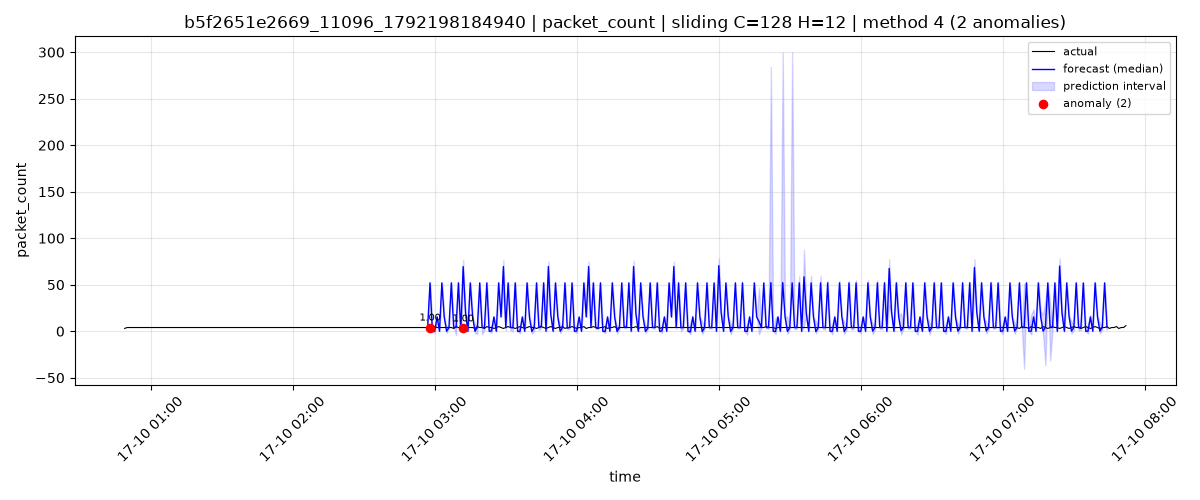 b5f2651e2669_11096_1792198184940 | packet_count | sliding C=128 H=12 | method 4 (2 anomalies)
actual
forecast (median)
prediction interval
anomaly (2)
packet_count
300
250
200
150
100
50
0
−50
1.00
1.00
17-10 01:00
17-10 02:00
17-10 03:00
17-10 04:00
17-10 05:00
17-10 06:00
17-10 07:00
17-10 08:00
time